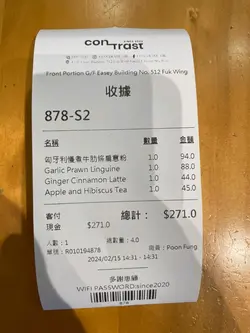 contrast
Front Portion G/F Easey Building No. 512 Fuk Wing
收據
878-S2
名稱 數量 金額
匈牙利慢煮牛肋條扁意粉 1.0 94.0
Garlic Prawn Linguine 1.0 88.0
Ginger Cinnamon Latte 1.0 44.0
Apple and Hibiscus Tea 1.0 45.0
客付 總計： $271.0
現金 $271.0
人數：1 總數量：4.0
單號：R010194878 收銀：Poon Fung
2024/02/15 14:31 - 14:31
多謝惠顧
WIFI PASSWORD:since2020
878